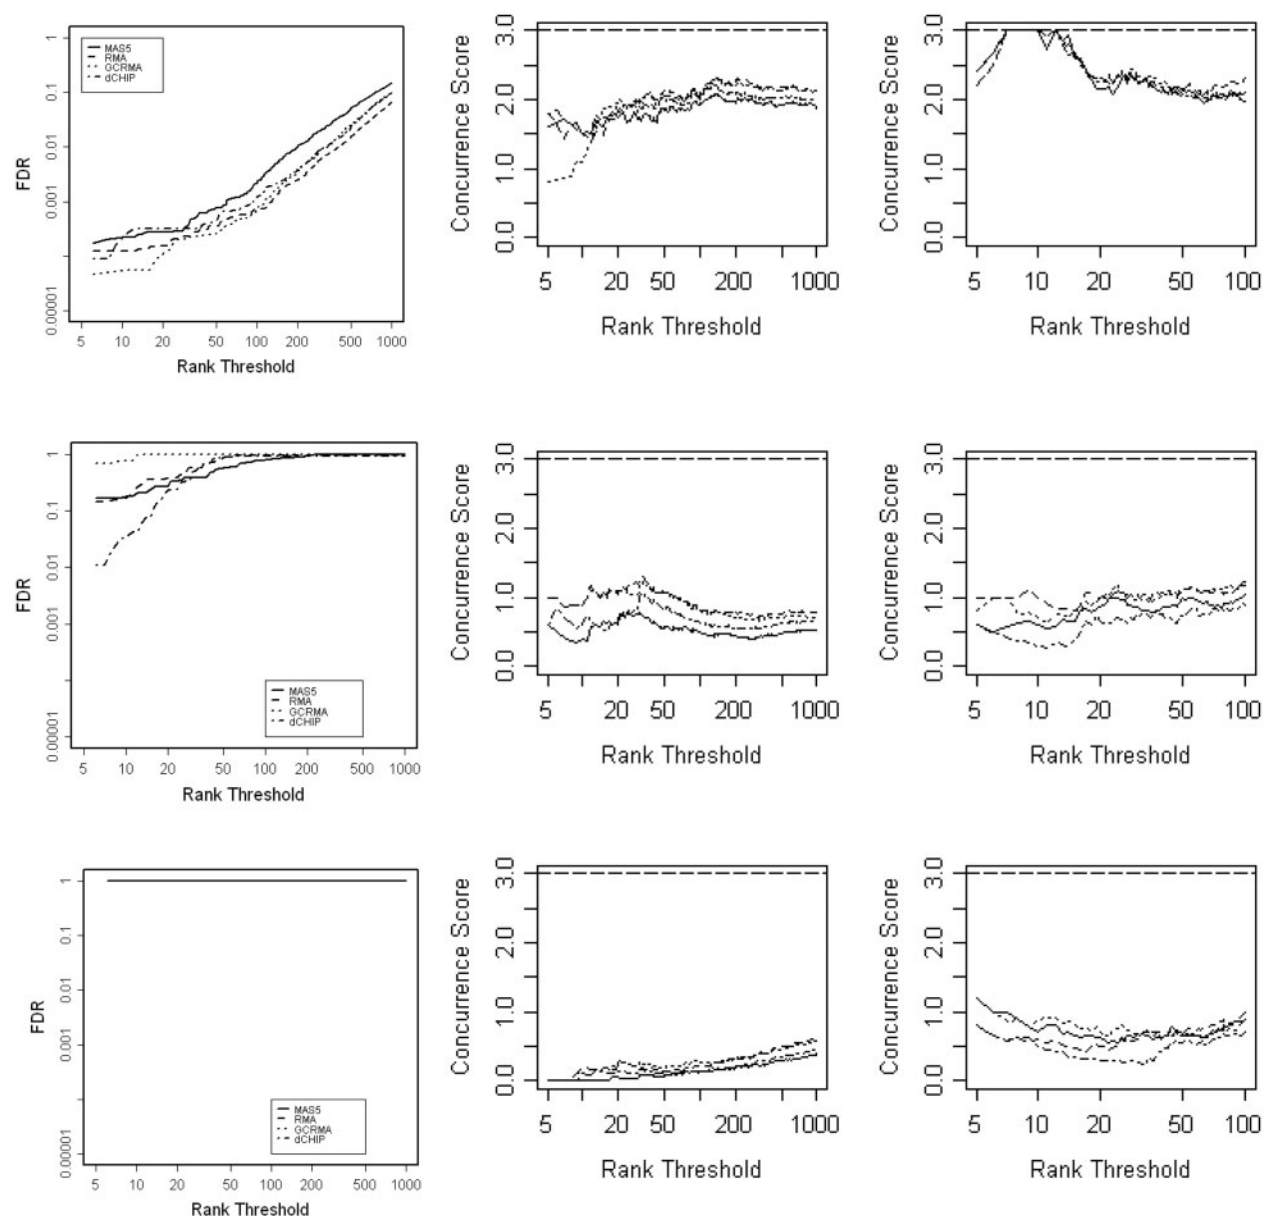 1
0.1
0.01
0.001
0.00001
FDR
MAS5
RMA
GCRMA
dCHIP
5 10 20 50 100 200 500 1000
Rank Threshold
3.0
2.0
1.0
0.0
Concurrence Score
5 20 50 200 1000
Rank Threshold
3.0
2.0
1.0
0.0
Concurrence Score
5 10 20 50 100
Rank Threshold
1
0.1
0.01
0.001
0.00001
FDR
MAS5
RMA
GCRMA
dCHIP
5 10 20 50 100 200 500 1000
Rank Threshold
3.0
2.0
1.0
0.0
Concurrence Score
5 20 50 200 1000
Rank Threshold
3.0
2.0
1.0
0.0
Concurrence Score
5 10 20 50 100
Rank Threshold
1
0.1
0.01
0.001
0.00001
FDR
MAS5
RMA
GCRMA
dCHIP
5 10 20 50 100 200 500 1000
Rank Threshold
3.0
2.0
1.0
0.0
Concurrence Score
5 20 50 200 1000
Rank Threshold
3.0
2.0
1.0
0.0
Concurrence Score
5 10 20 50 100
Rank Threshold